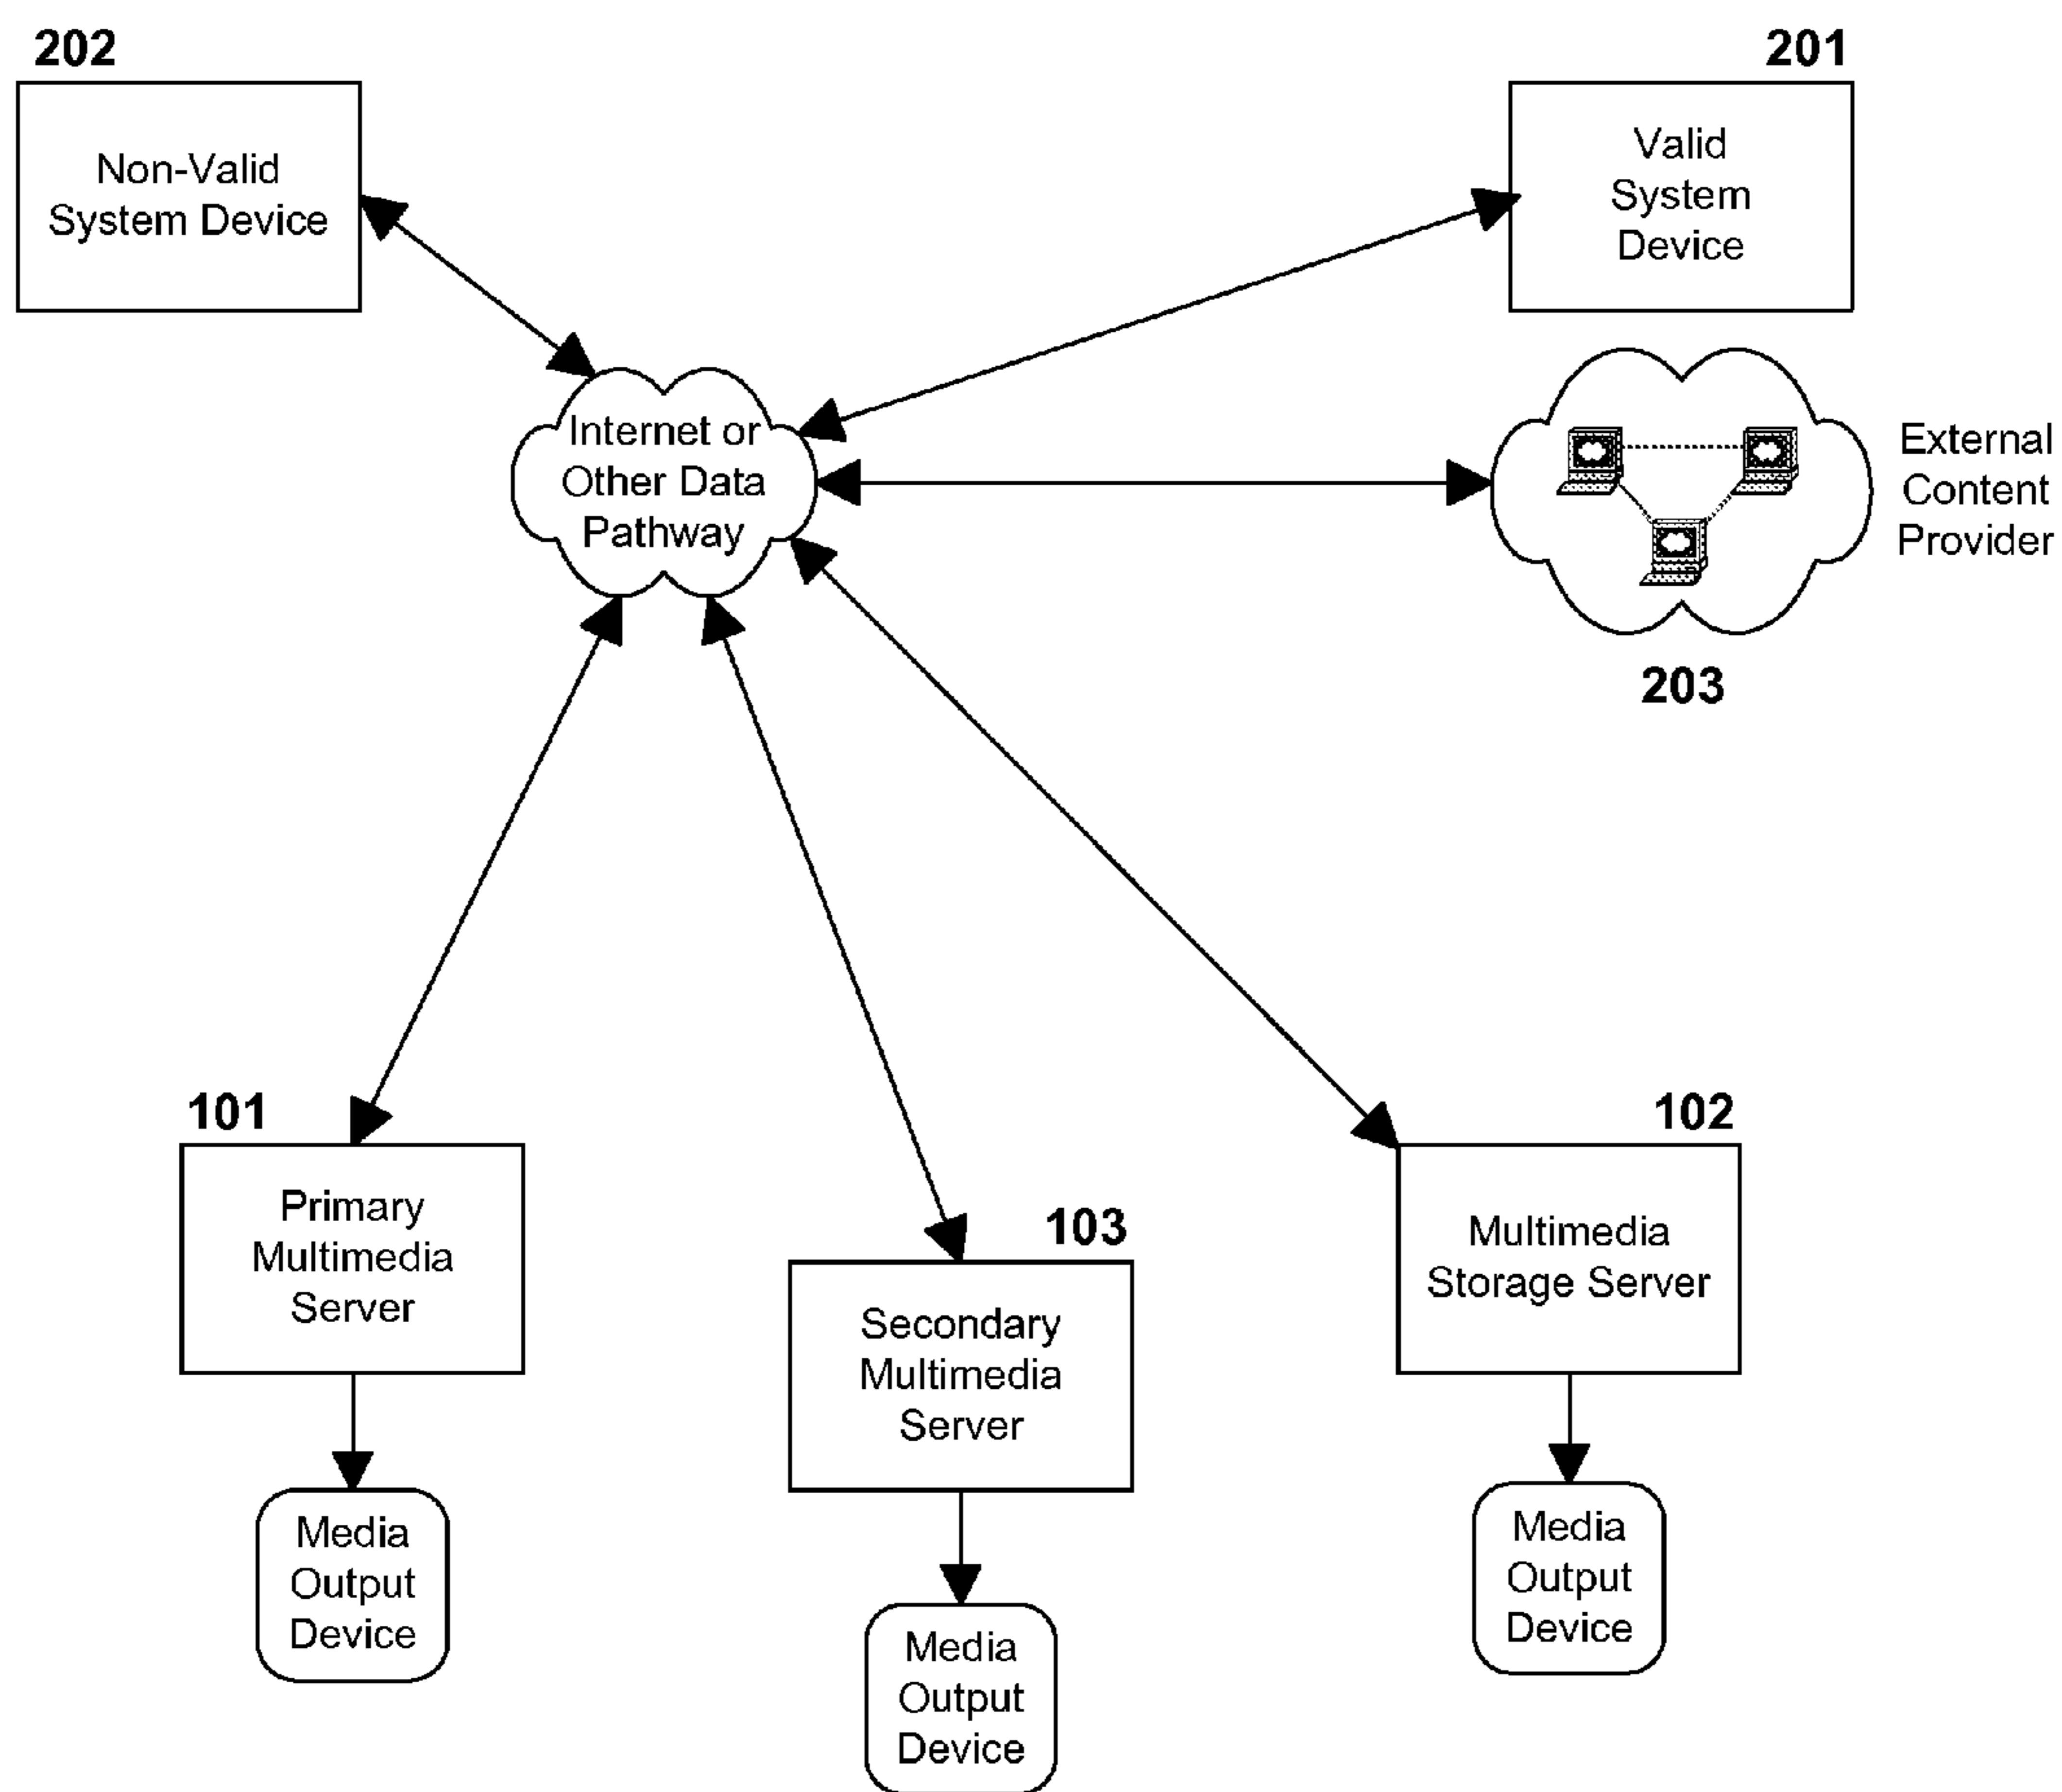 202
Non-Valid
System Device
201
Valid
System
Device
Internet or
Other Data
Pathway
External
Content
Provider
203
101
Primary
Multimedia
Server
103
Secondary
Multimedia
Server
102
Multimedia
Storage Server
Media
Output
Device
Media
Output
Device
Media
Output
Device